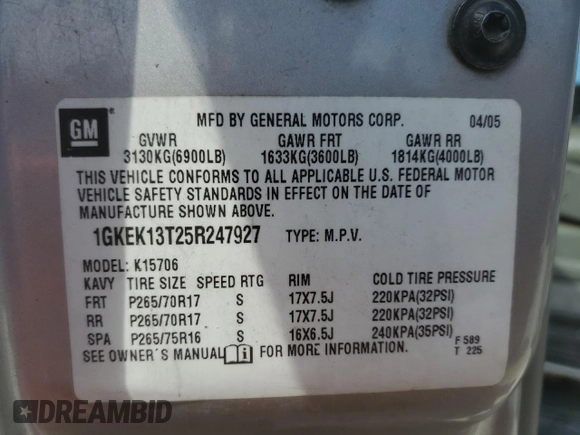 GM
MFD BY GENERAL MOTORS CORP. 04/05
GVWR GAWR FRT GAWR RR
3130KG(6900LB) 1633KG(3600LB) 1814KG(4000LB)
THIS VEHICLE CONFORMS TO ALL APPLICABLE U.S. FEDERAL MOTOR
VEHICLE SAFETY STANDARDS IN EFFECT ON THE DATE OF
MANUFACTURE SHOWN ABOVE.
1GKEK13T25R247927 TYPE: M.P.V.
MODEL: K15706
KAVY TIRE SIZE SPEED RTG RIM COLD TIRE PRESSURE
FRT P265/70R17 S 17X7.5J 220KPA(32PSI)
RR P265/70R17 S 17X7.5J 220KPA(32PSI)
SPA P265/75R16 S 16X6.5J 240KPA(35PSI)
F 589
SEE OWNER'S MANUAL i FOR MORE INFORMATION. T 225
DREAMBID